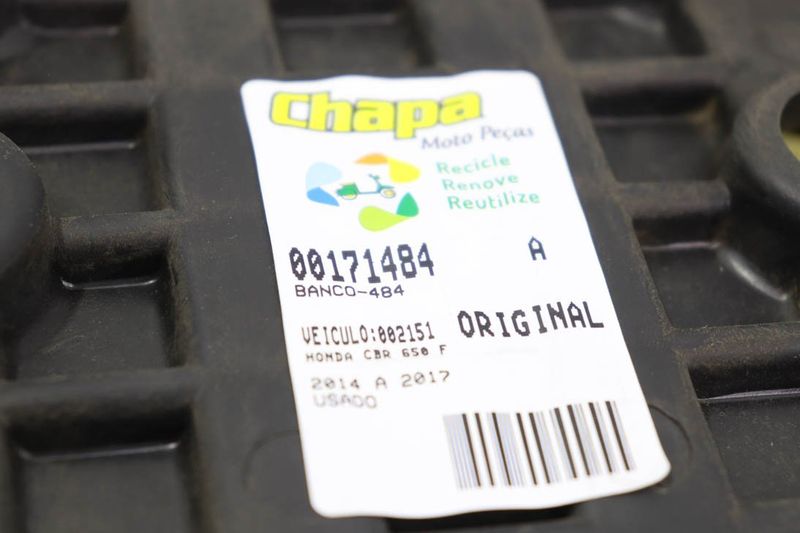 Chapa
Moto Peças
Recicle
Renove
Reutilize
00171484 A
BANCO-484
VEICULO:002151 ORIGINAL
HONDA CBR 650 F
2014 A 2017
USADO